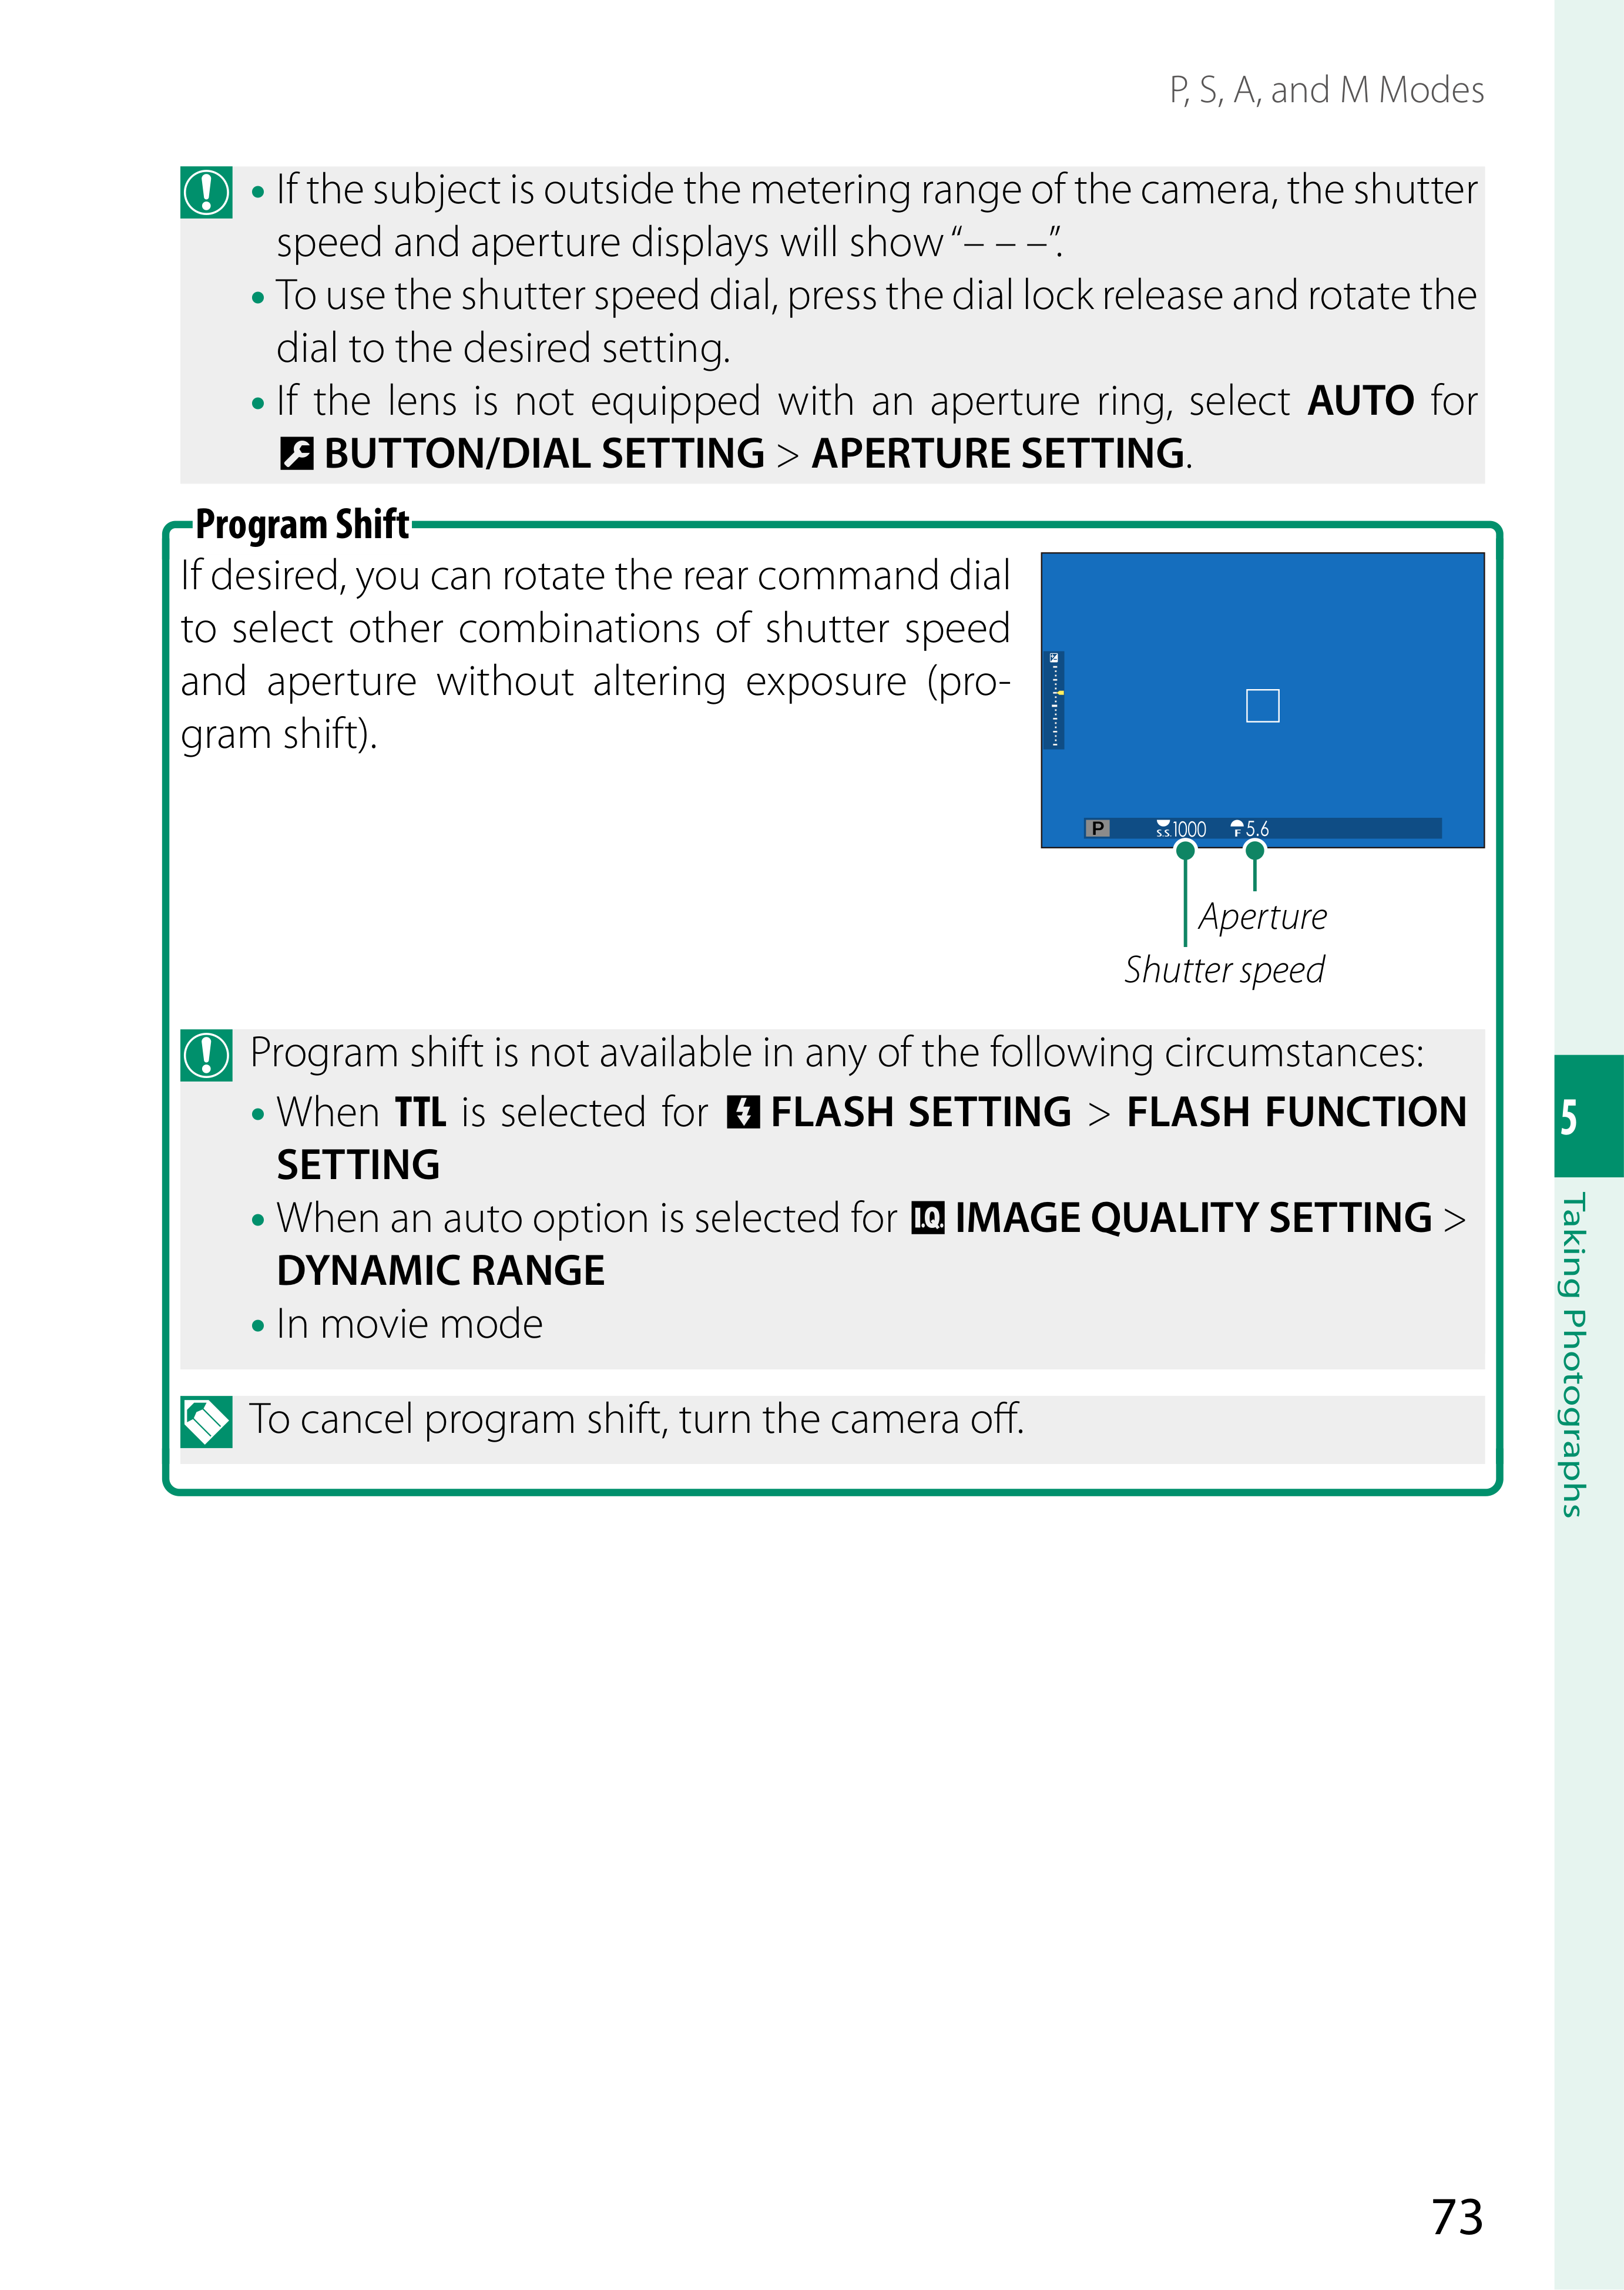 P, S, A, and M Modes
• If the subject is outside the metering range of the camera, the shutter
speed and aperture displays will show “– – –”.
• To use the shutter speed dial, press the dial lock release and rotate the
dial to the desired setting.
• If the lens is not equipped with an aperture ring, select AUTO for
BUTTON/DIAL SETTING > APERTURE SETTING.
Program Shift
If desired, you can rotate the rear command dial
to select other combinations of shutter speed
and aperture without altering exposure (pro-
gram shift).
P S.S. 1000 F 5.6
Aperture
Shutter speed
Program shift is not available in any of the following circumstances:
• When TTL is selected for FLASH SETTING > FLASH FUNCTION
SETTING
• When an auto option is selected for I.Q. IMAGE QUALITY SETTING >
DYNAMIC RANGE
• In movie mode
To cancel program shift, turn the camera off.
5
Taking Photographs
73